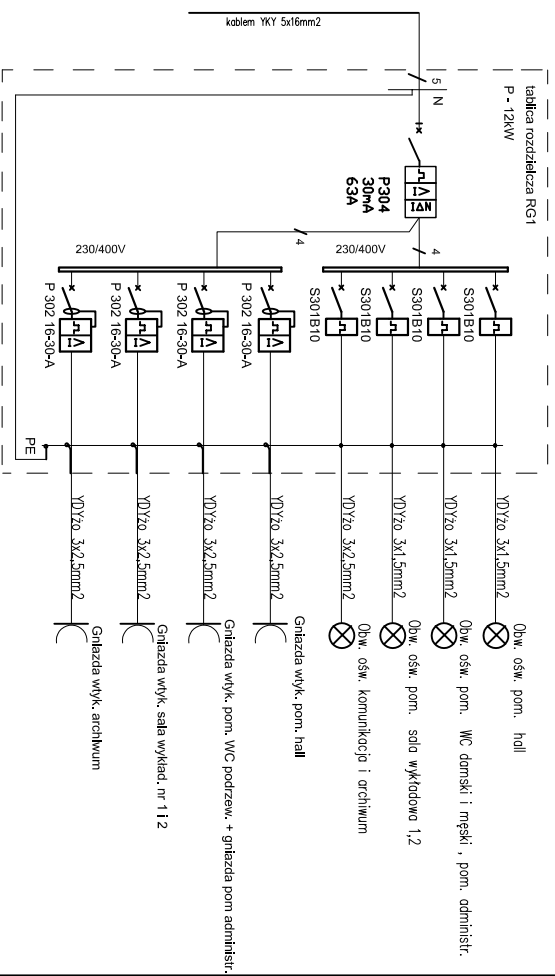 kablem YKY 5x16mm2
tablica rozdzielcza RG1
P - 12kW
5
N
P304
30mA
63A
I>
IΔN
4
4
230/400V
230/400V
S301B10
S301B10
S301B10
S301B10
P 302 16-30-A
I>
P 302 16-30-A
I>
P 302 16-30-A
I>
P 302 16-30-A
I>
PE
YDYżo 3x1,5mm2
YDYżo 3x1,5mm2
YDYżo 3x1,5mm2
YDYżo 3x1,5mm2
YDYżo 3x2,5mm2
YDYżo 3x2,5mm2
YDYżo 3x2,5mm2
YDYżo 3x2,5mm2
Obw. ośw. pom. hall
Obw. ośw. pom. WC damski i męski , pom. administr.
Obw. ośw. pom. sala wykładowa 1,2
Obw. ośw. komunikacja i archiwum
Gniazda wtyk. pom. hall
Gniazda wtyk. pom. WC podrzew. + gniazda pom administr.
Gniazda wtyk. sala wykład. nr 1 i 2
Gniazda wtyk. archiwum